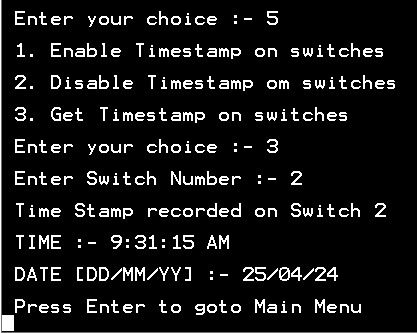 Enter your choice :- 5
1. Enable Timestamp on switches
2. Disable Timestamp om switches
3. Get Timestamp on switches
Enter your choice :- 3
Enter Switch Number :- 2
Time Stamp recorded on Switch 2
TIME :- 9:31:15 AM
DATE [DD/MM/YY] :- 25/04/24
Press Enter to goto Main Menu